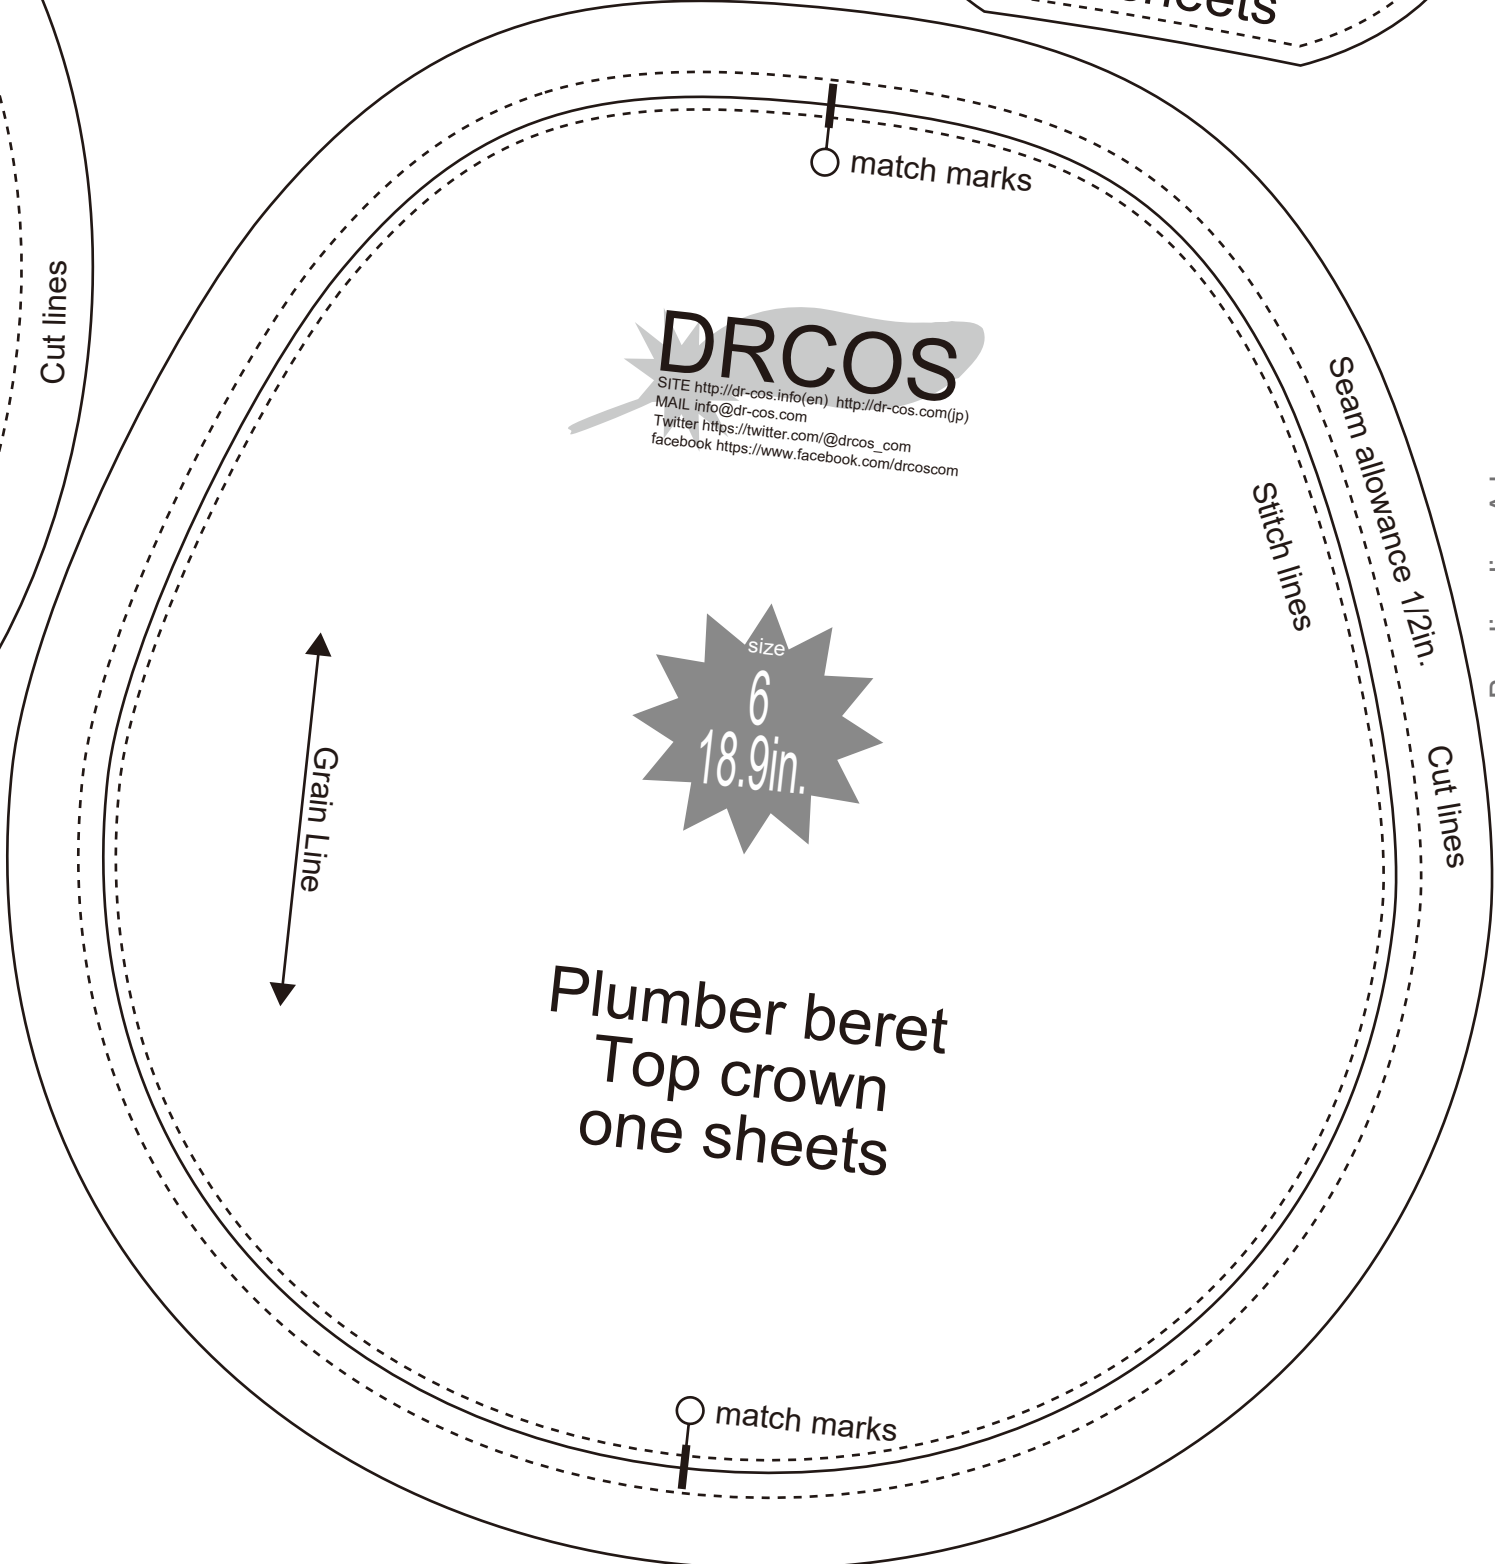 sheets
match marks
Cut lines
DRCOS
SITE http://dr-cos.info(en) http://dr-cos.com(jp)
MAIL info@dr-cos.com
Twitter https://twitter.com/@drcos_com
facebook https://www.facebook.com/drcoscom
Seam allowance 1/2in.
Stitch lines
size
6
18.9in.
Grain Line
Cut lines
Plumber beret
Top crown
one sheets
match marks